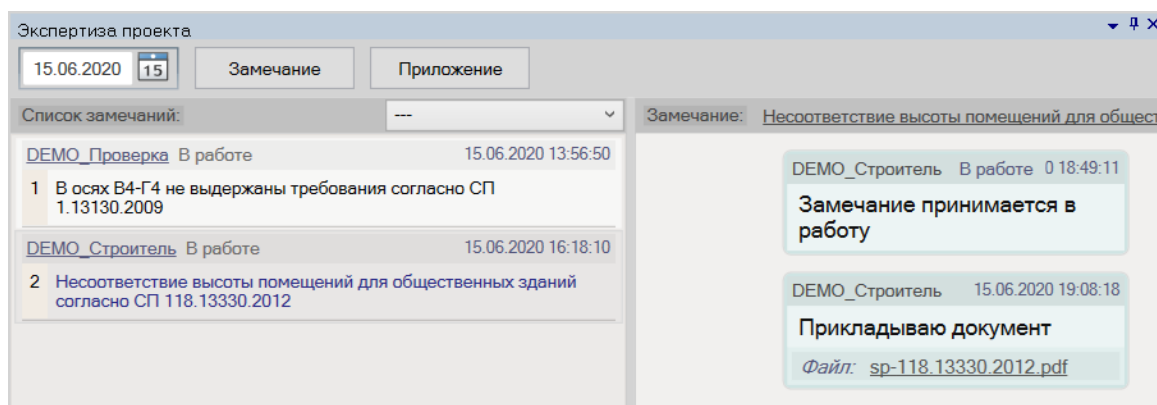 Экспертиза проекта
15.06.2020 15 Замечание Приложение
Список замечаний: ---
DEMO_Проверка В работе 15.06.2020 13:56:50
1 В осях В4-Г4 не выдержаны требования согласно СП
1.13130.2009
DEMO_Строитель В работе 15.06.2020 16:18:10
2 Несоответствие высоты помещений для общественных зданий
согласно СП 118.13330.2012
Замечание: Несоответствие высоты помещений для общест
DEMO_Строитель В работе 0 18:49:11
Замечание принимается в
работу
DEMO_Строитель 15.06.2020 19:08:18
Прикладываю документ
Файл: sp-118.13330.2012.pdf